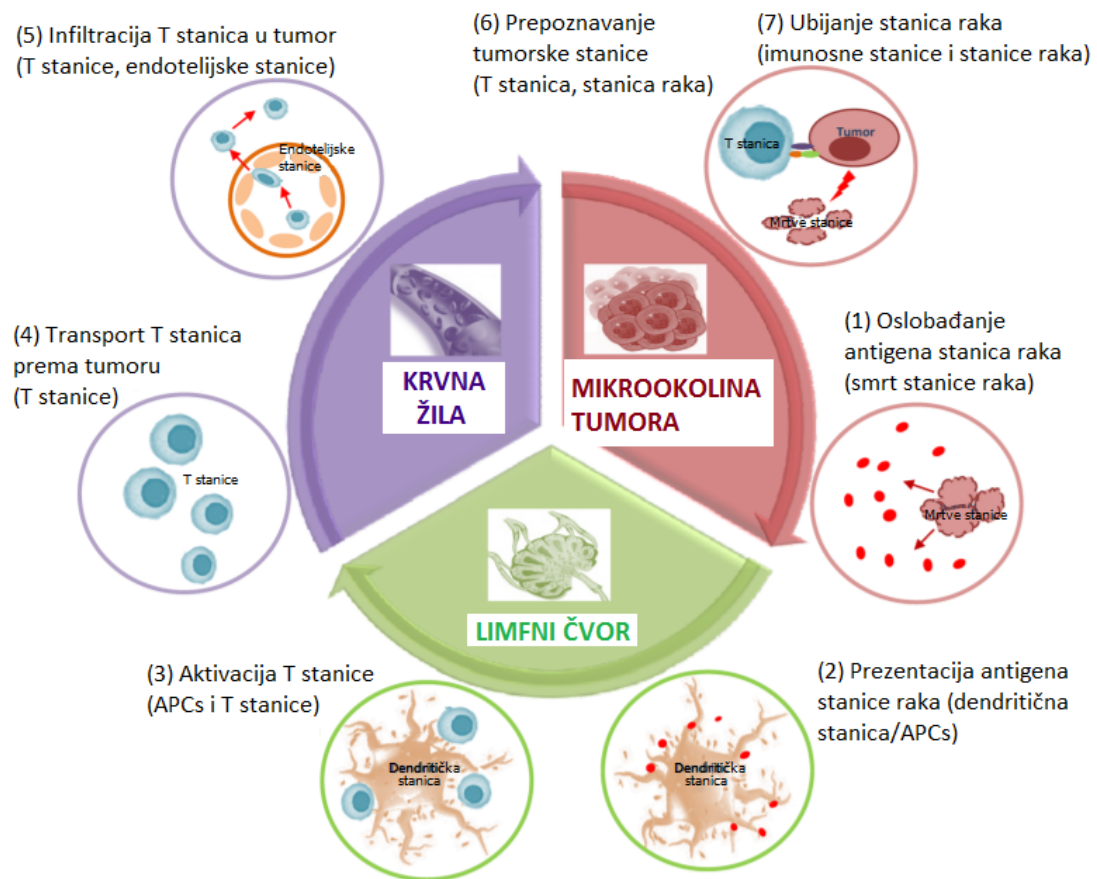 (5) Infiltracija T stanica u tumor
(T stanice, endotelijske stanice)
Endotelijske
stanice
(6) Prepoznavanje
tumorske stanice
(T stanica, stanica raka)
(7) Ubijanje stanica raka
(imunosne stanice i stanice raka)
T stanica
Tumor
Mrtve stanice
(4) Transport T stanica
prema tumoru
(T stanice)
T stanice
KRVNA
ŽILA
MIKROOKOLINA
TUMORA
(1) Oslobađanje
antigena stanica raka
(smrt stanice raka)
Mrtve stanice
LIMFNI ČVOR
(3) Aktivacija T stanice
(APCs i T stanice)
Dendritička
stanica
(2) Prezentacija antigena
stanice raka (dendritična
stanica/APCs)
Dendritička
stanica